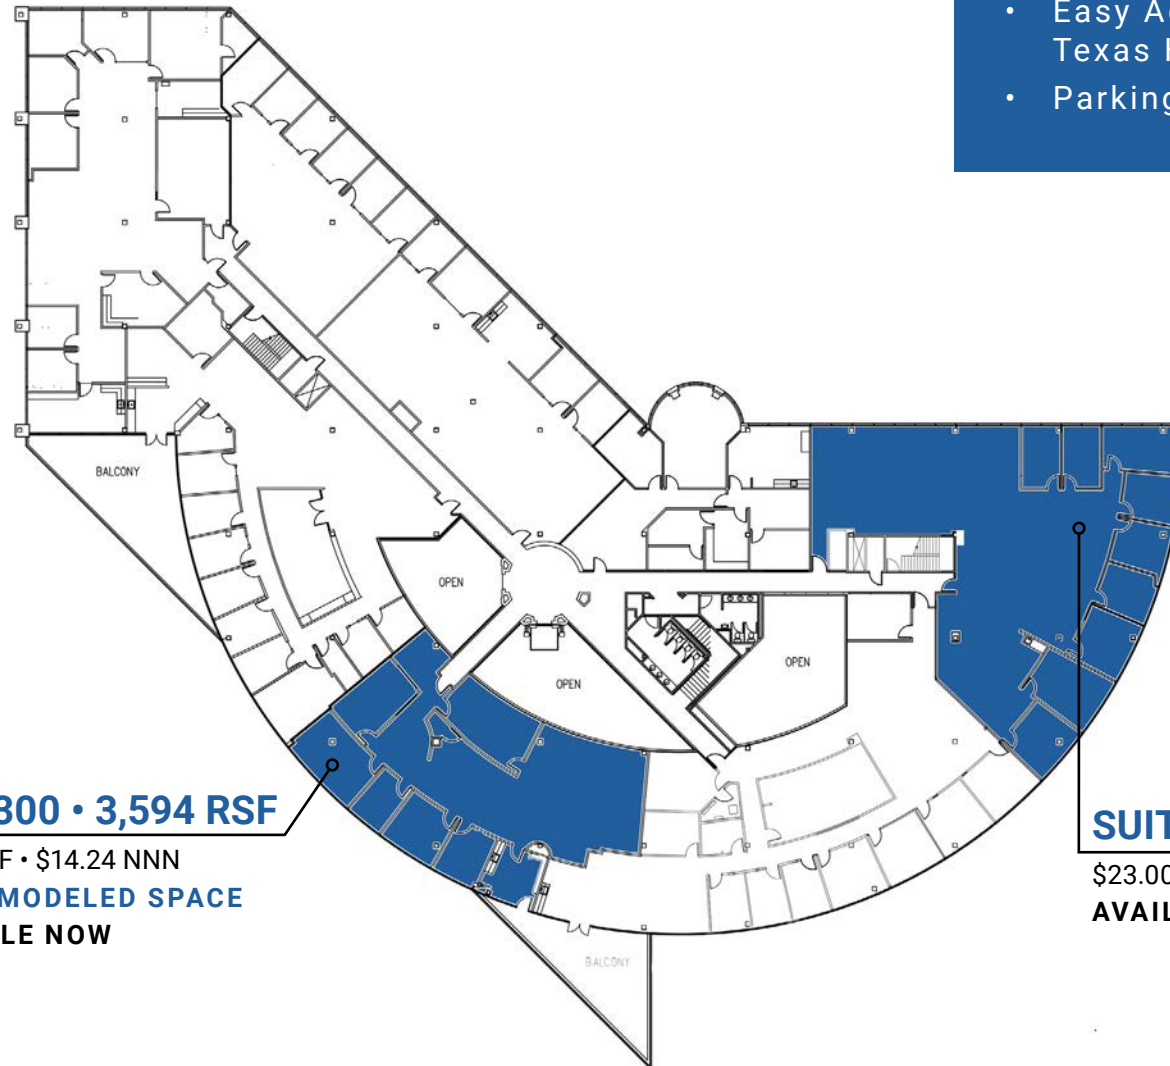 • Easy A
Texas
• Parking
BALCONY
OPEN
OPEN
OPEN
300 • 3,594 RSF
F • $14.24 NNN
MODELED SPACE
LE NOW
SUIT
$23.00
AVAIL
BALCONY